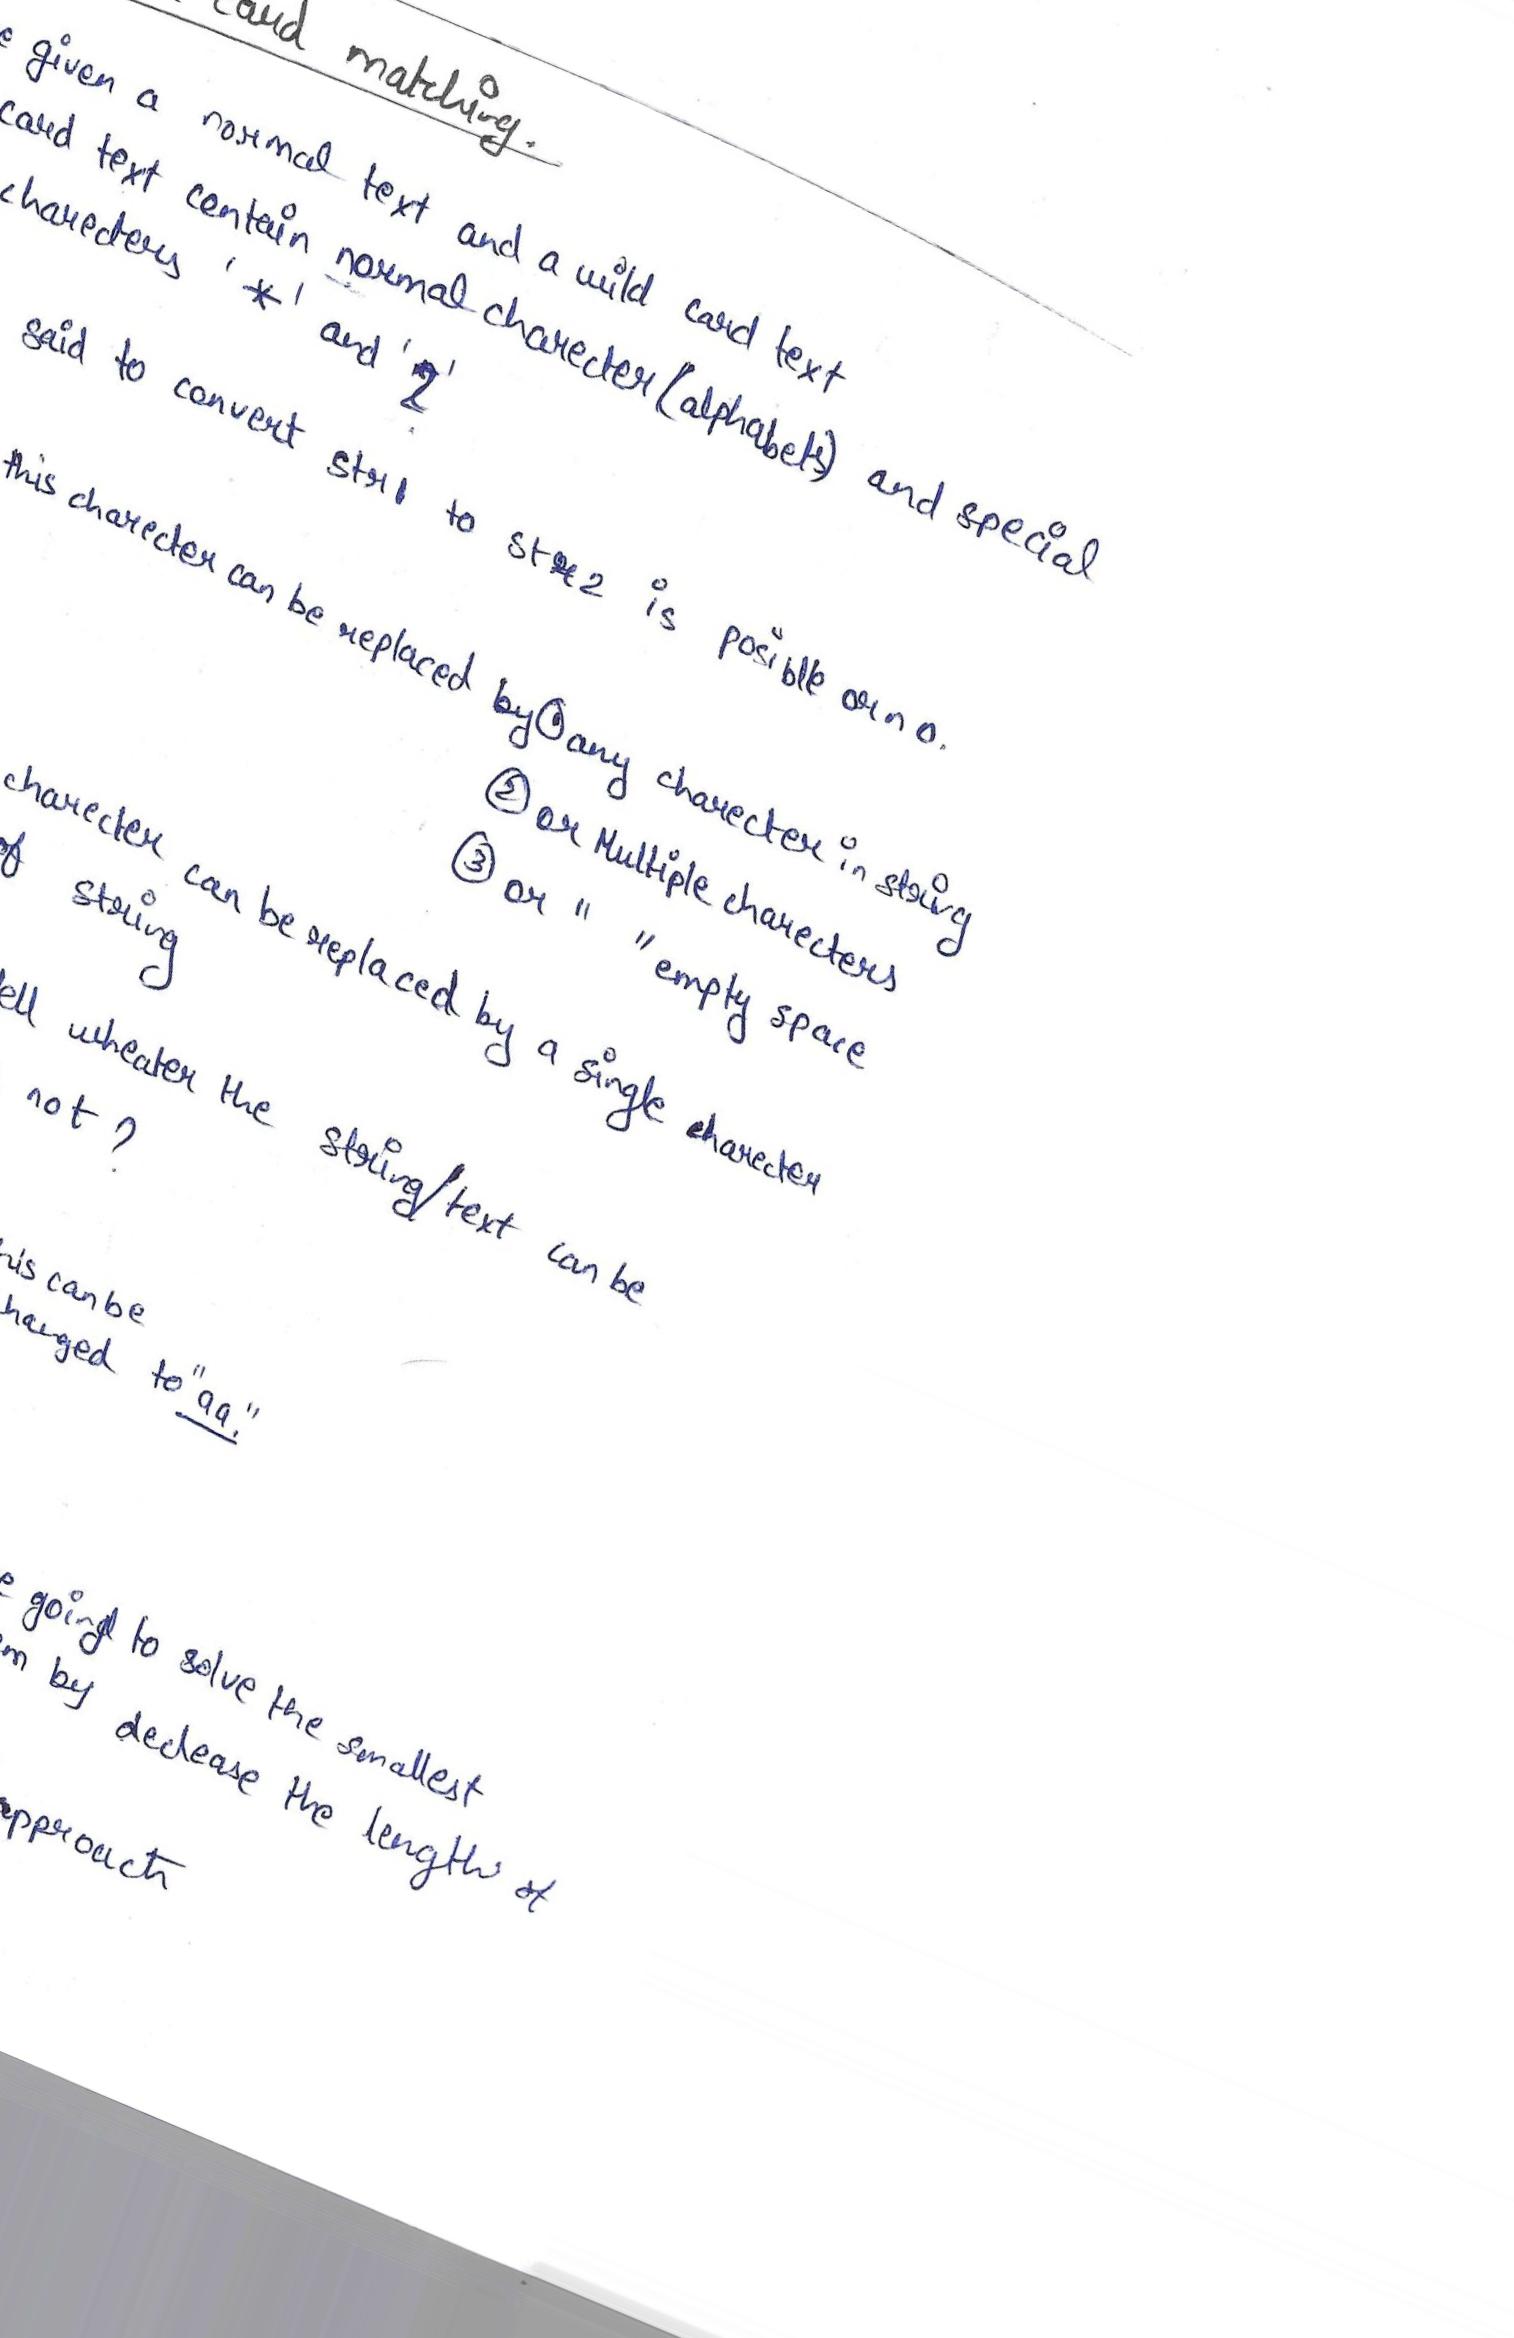 card matching.
given a normal text and a wild card text
card text contain normal charecter (alphabets) and special
charecters '*' and '?'
said to convert str1 to str2 is posible or no.
this charecter can be replaced by ① any charecter in string
② or Multiple charecters
③ or " " empty space
charecter can be replaced by a single charecter
of string
tell wheater the string/text can be
not ?
this can be
changed to "aa."
going to solve the smallest
by declease the length of
approach